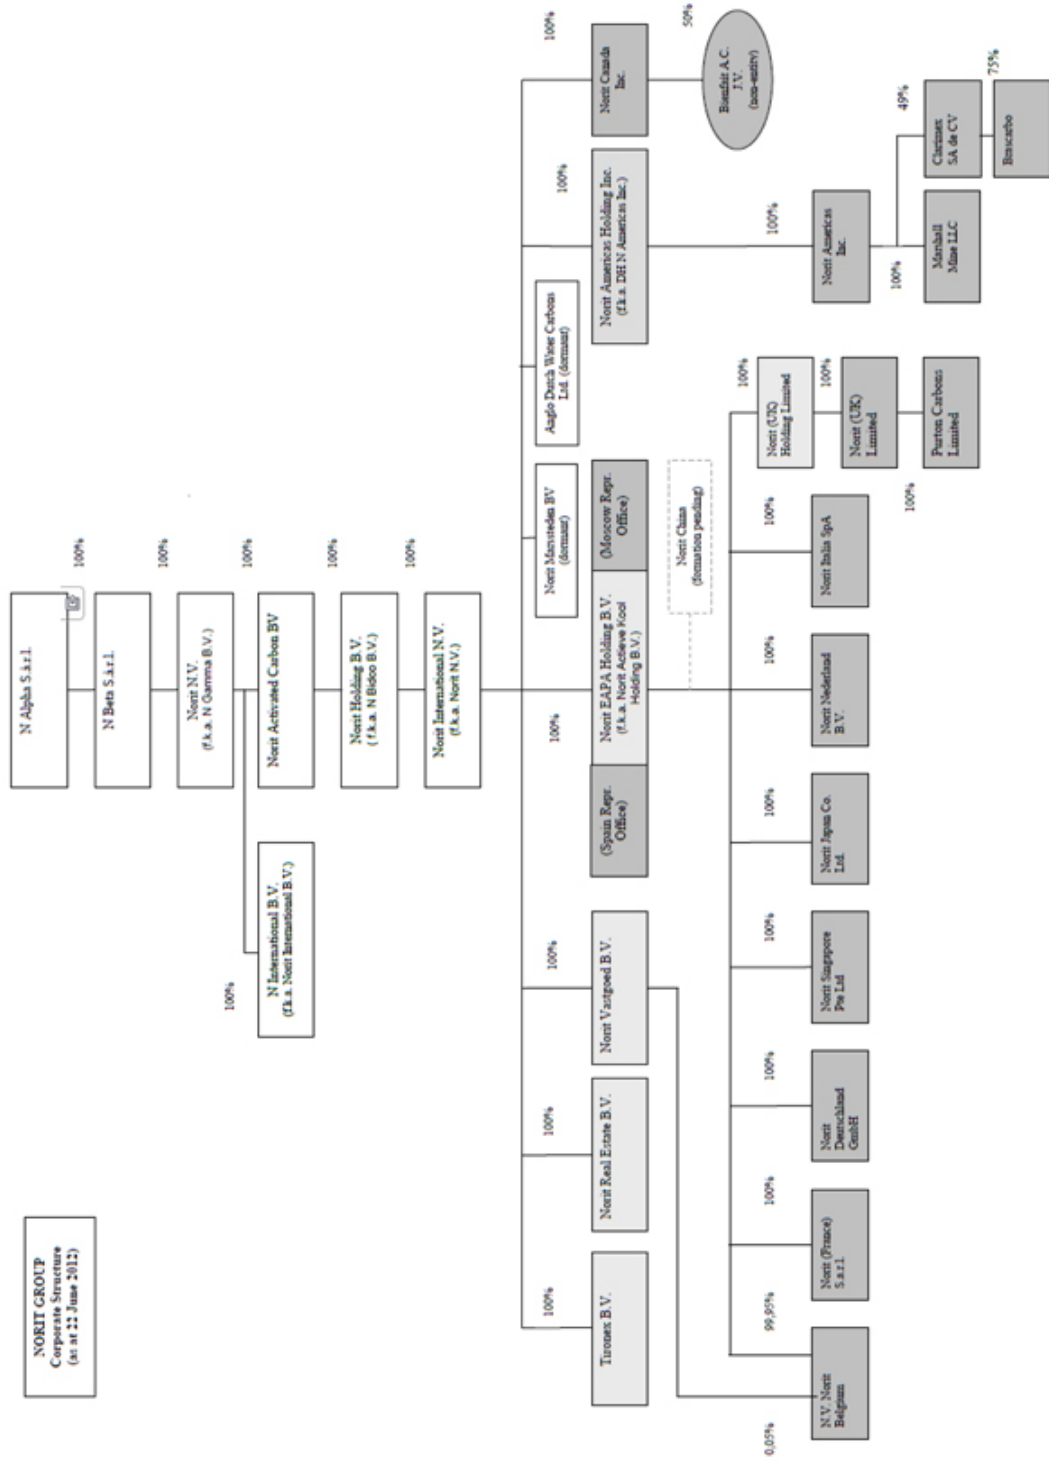 NORIT GROUP
Corporate Structure
(as at 22 June 2012)
N Alpha S.à.r.l.
100%
N Beta S.à.r.l.
100%
Norit N.V.
(f.k.a. N Gamma B.V.)
100%
100%
N International B.V.
(f.k.a. Norit International B.V.)
Norit Activated Carbon BV
100%
Norit Holding B.V.
( f.k.a. N Bidco B.V.)
100%
Norit International N.V.
(f.k.a. Norit N.V.)
Norit Marssteden BV
(dormant)
Anglo Dutch Water Carbons
Ltd. (dormant)
100%
100%
100%
100%
100%
100%
Tironex B.V.
Norit Real Estate B.V.
Norit Vastgoed B.V.
(Spain Repr.
Office)
Norit EAPA Holding B.V.
(f.k.a. Norit Actieve Kool
Holding B.V.)
(Moscow Repr.
Office)
Norit Americas Holding Inc.
(f.k.a. DH N Americas Inc.)
Norit Canada
Inc.
50%
Bienfait A.C.
J.V.
(non-entity)
Norit China
(formation pending)
0,05%
99,95%
100%
100%
100%
100%
100%
100%
100%
100%
N.V. Norit
Belgium
Norit (France)
S.a.r.l.
Norit
Deutschland
GmbH
Norit Singapore
Pte Ltd
Norit Japan Co.
Ltd.
Norit Nederland
B.V.
Norit Italia SpA
Norit (UK)
Holding Limited
100%
Norit (UK)
Limited
100%
Purton Carbons
Limited
Norit Americas
Inc.
100%
49%
Marshall
Mine LLC
Clarimex
SA de CV
75%
Brascarbo